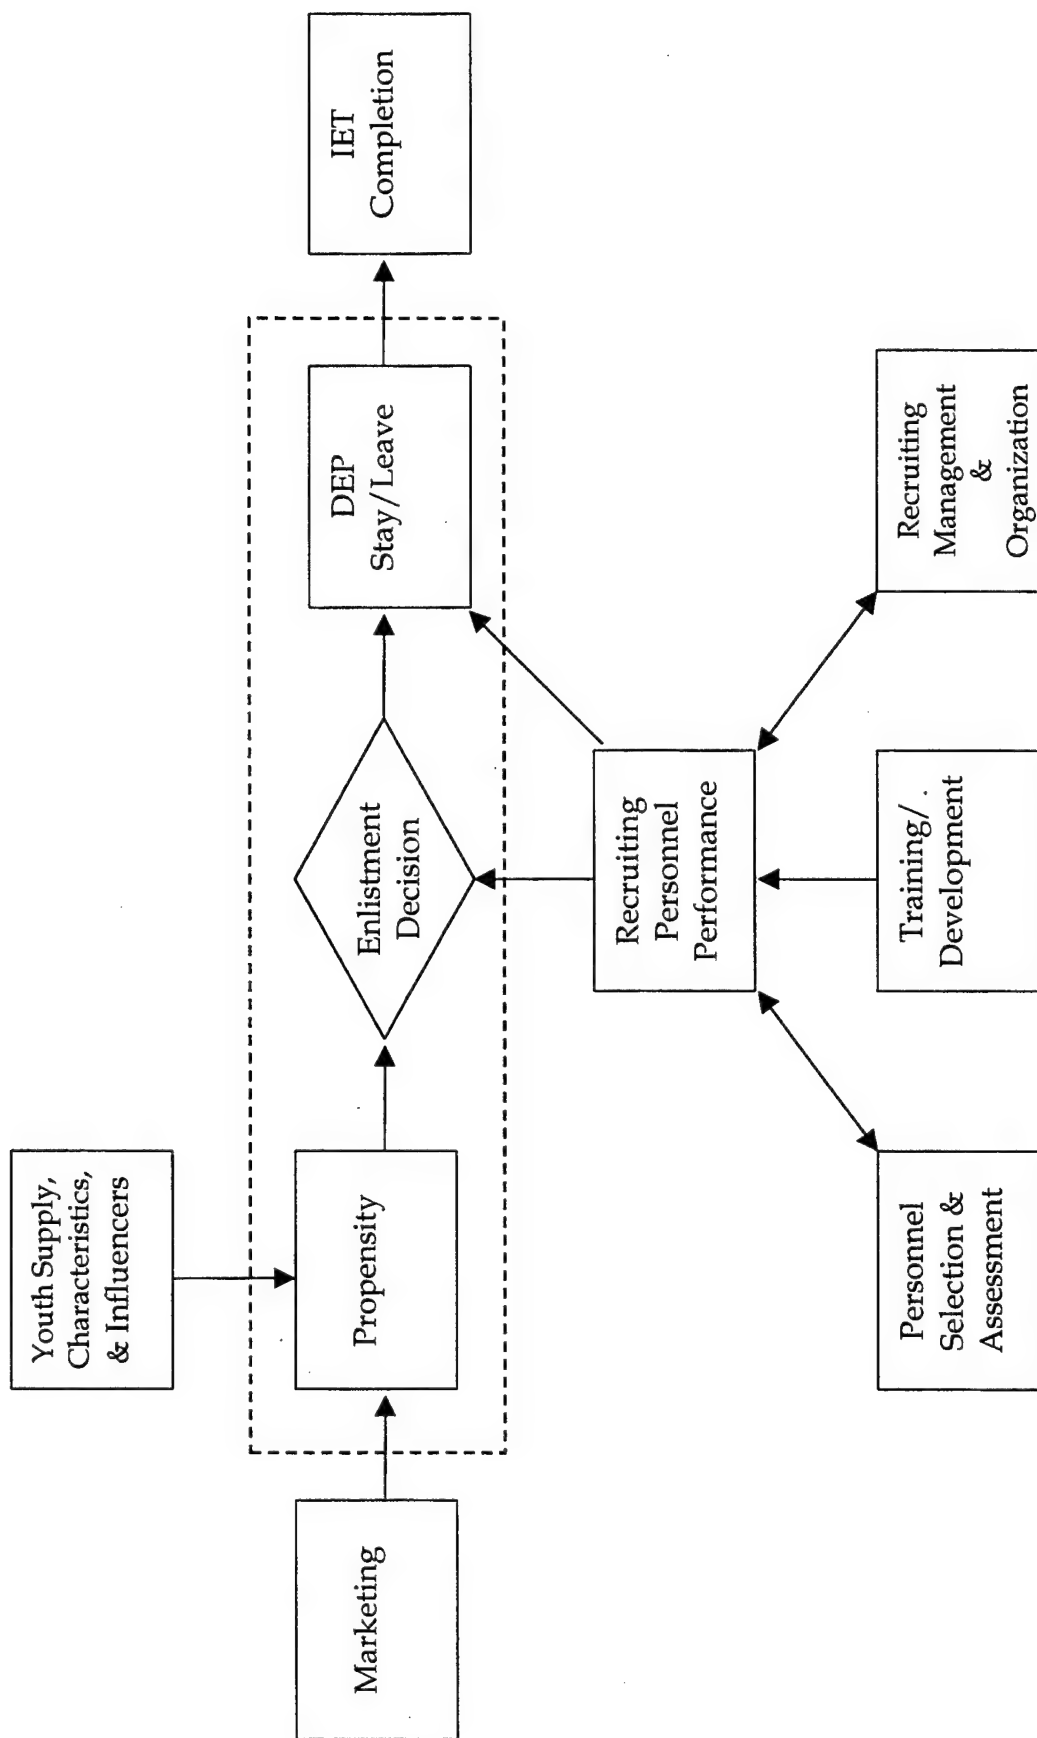 Youth Supply,
Characteristics,
& Influencers
Marketing
Propensity
Enlistment
Decision
DEP
Stay/Leave
IET
Completion
Recruiting
Personnel
Performance
Personnel
Selection &
Assessment
Training/
Development
Recruiting
Management
&
Organization